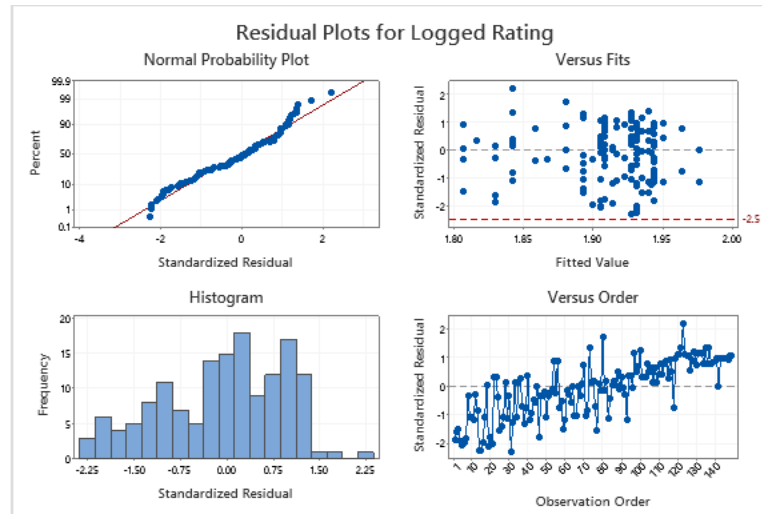 Residual Plots for Logged Rating
Normal Probability Plot
99.9
99
90
50
10
1
0.1
Percent
-4 -2 0 2
Standardized Residual
Versus Fits
2
1
0
-1
-2
-2.5
Standardized Residual
1.80 1.85 1.90 1.95 2.00
Fitted Value
Histogram
20
15
10
5
0
Frequency
-2.25 -1.50 -0.75 0.00 0.75 1.50 2.25
Standardized Residual
Versus Order
2
1
0
-1
-2
Standardized Residual
1 10 20 30 40 50 60 70 80 90 100 110 120 130 140
Observation Order